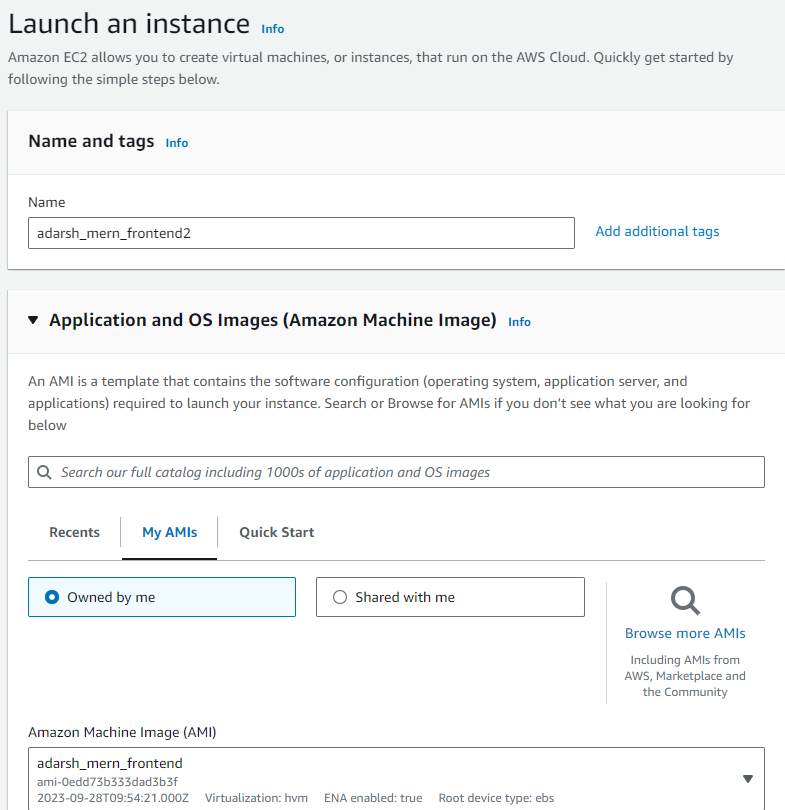 Launch an instance Info
Amazon EC2 allows you to create virtual machines, or instances, that run on the AWS Cloud. Quickly get started by
following the simple steps below.
Name and tags Info
Name
adarsh_mern_frontend2
Add additional tags
Application and OS Images (Amazon Machine Image) Info
An AMI is a template that contains the software configuration (operating system, application server, and
applications) required to launch your instance. Search or Browse for AMIs if you don't see what you are looking for
below
Search our full catalog including 1000s of application and OS images
Recents My AMIs Quick Start
Owned by me
Shared with me
Browse more AMIs
Including AMIs from
AWS, Marketplace and
the Community
Amazon Machine Image (AMI)
adarsh_mern_frontend
ami-0edd73b333dad3b3f
2023-09-28T09:54:21.000Z Virtualization: hvm ENA enabled: true Root device type: ebs